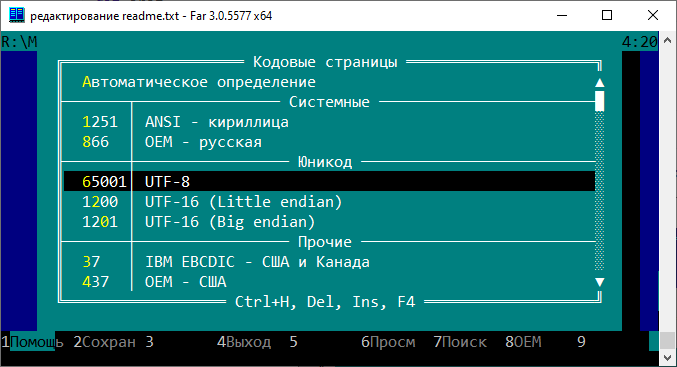 редактирование readme.txt - Far 3.0.5577 x64
R:\M 4:20
Кодовые страницы
Автоматическое определение
Системные
1251 ANSI - кириллица
866 OEM - русская
Юникод
65001 UTF-8
1200 UTF-16 (Little endian)
1201 UTF-16 (Big endian)
Прочие
37 IBM EBCDIC - США и Канада
437 OEM - США
Ctrl+H, Del, Ins, F4
1Помощь 2Сохран 3 4Выход 5 6Просм 7Поиск 8OEM 9